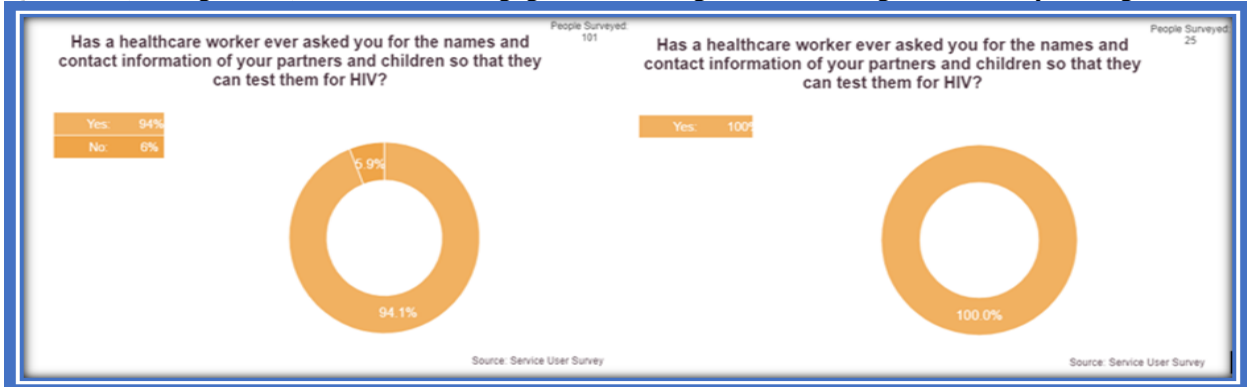 People Surveyed:
101
Has a healthcare worker ever asked you for the names and
contact information of your partners and children so that they
can test them for HIV?
Yes: 94%
No: 6%
5.9%
94.1%
Source: Service User Survey
People Surveyed:
25
Has a healthcare worker ever asked you for the names and
contact information of your partners and children so that they
can test them for HIV?
Yes: 100%
100.0%
Source: Service User Survey